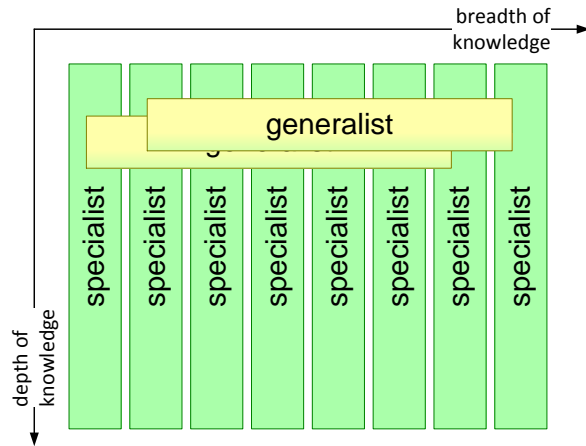 breadth of
knowledge
generalist
specialist
specialist
specialist
specialist
specialist
specialist
specialist
specialist
depth of
knowledge